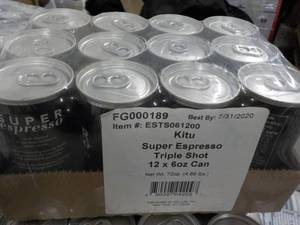 FG000189 Best By: 7/31/2020
Item #: ESTS061200
Kitu
Super Espresso
Triple Shot
12 x 6oz Can
SUPER
espresso